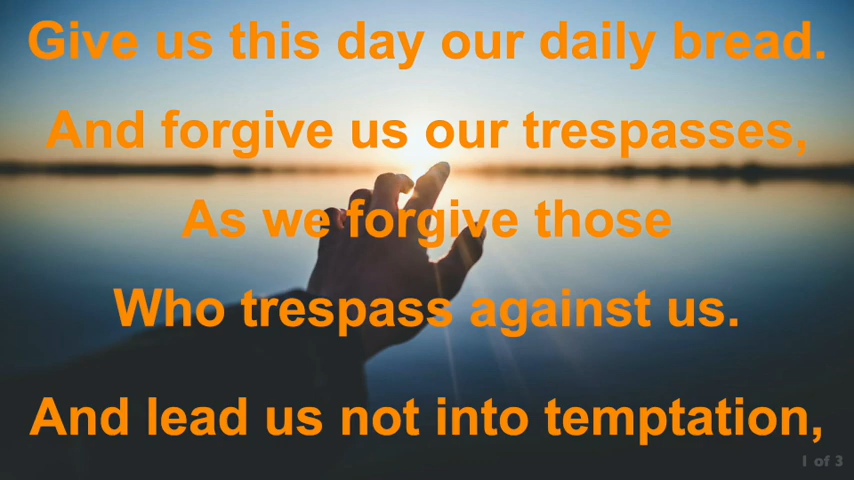 Give us this day our daily bread.
And forgive us our trespasses,
As we forgive those
Who trespass against us.
And lead us not into temptation,
1 of 3